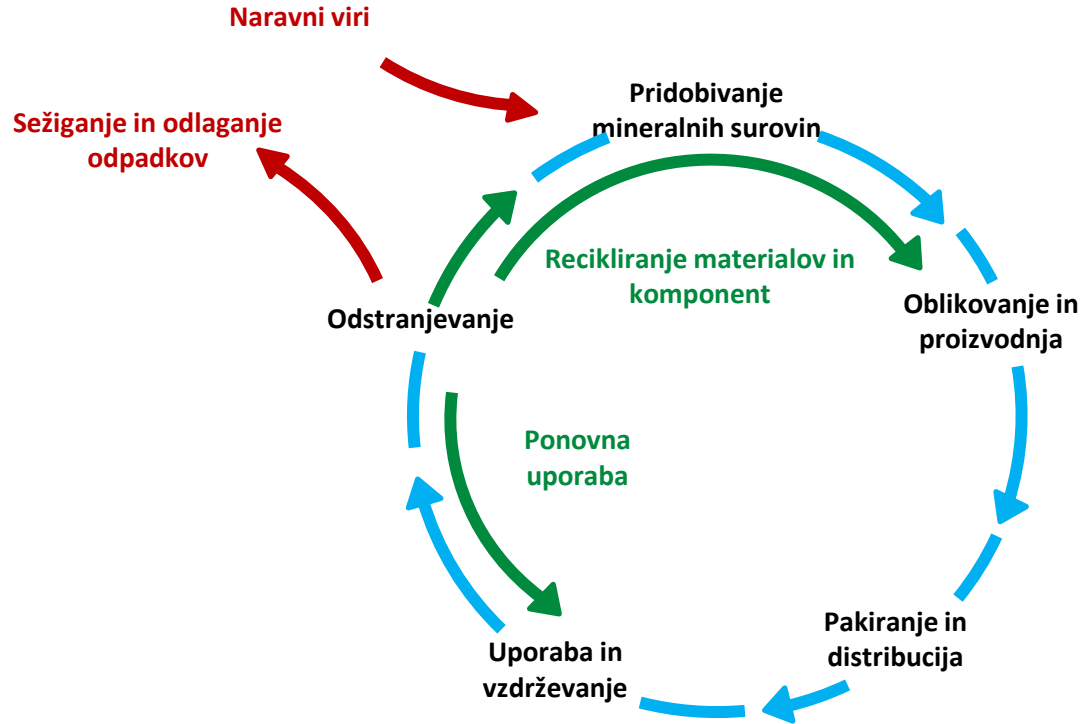 Naravni viri
Sežiganje in odlaganje
odpadkov
Pridobivanje
mineralnih surovin
Recikliranje materialov in
komponent
Oblikovanje in
proizvodnja
Odstranjevanje
Ponovna
uporaba
Pakiranje in
distribucija
Uporaba in
vzdrževanje